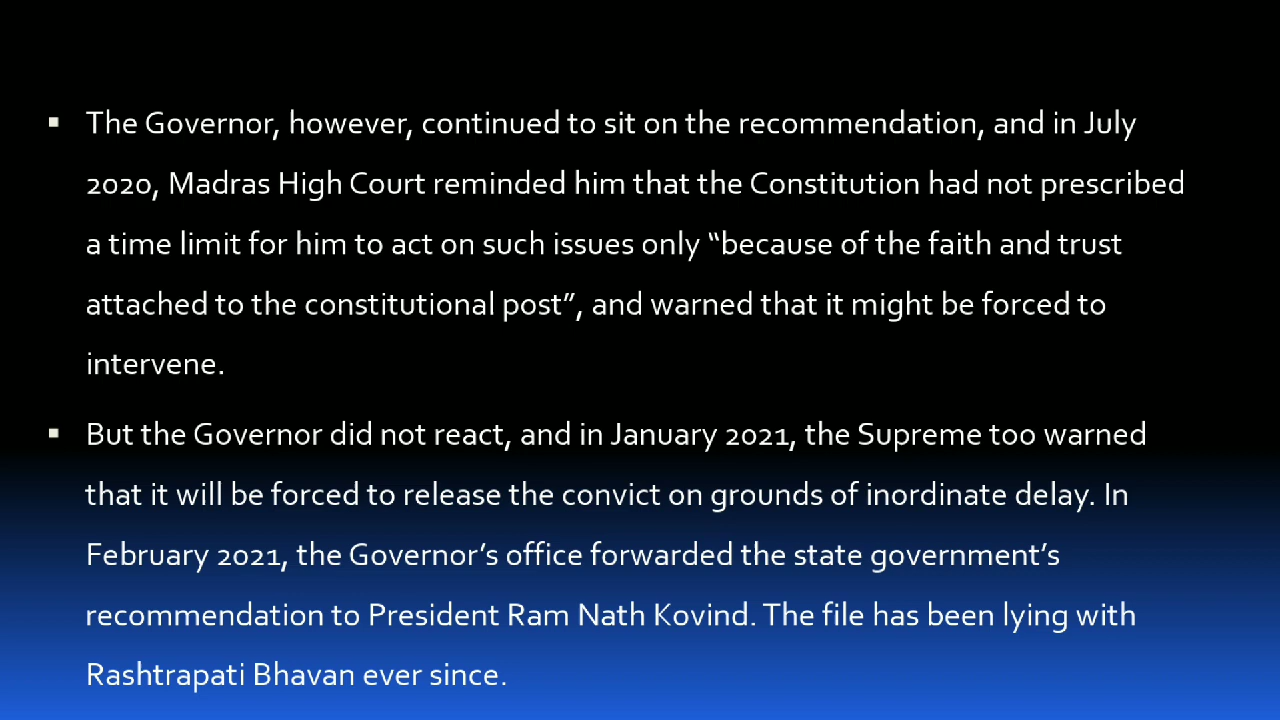 ▪ The Governor, however, continued to sit on the recommendation, and in July
2020, Madras High Court reminded him that the Constitution had not prescribed
a time limit for him to act on such issues only “because of the faith and trust
attached to the constitutional post”, and warned that it might be forced to
intervene.
▪ But the Governor did not react, and in January 2021, the Supreme too warned
that it will be forced to release the convict on grounds of inordinate delay. In
February 2021, the Governor’s office forwarded the state government’s
recommendation to President Ram Nath Kovind. The file has been lying with
Rashtrapati Bhavan ever since.